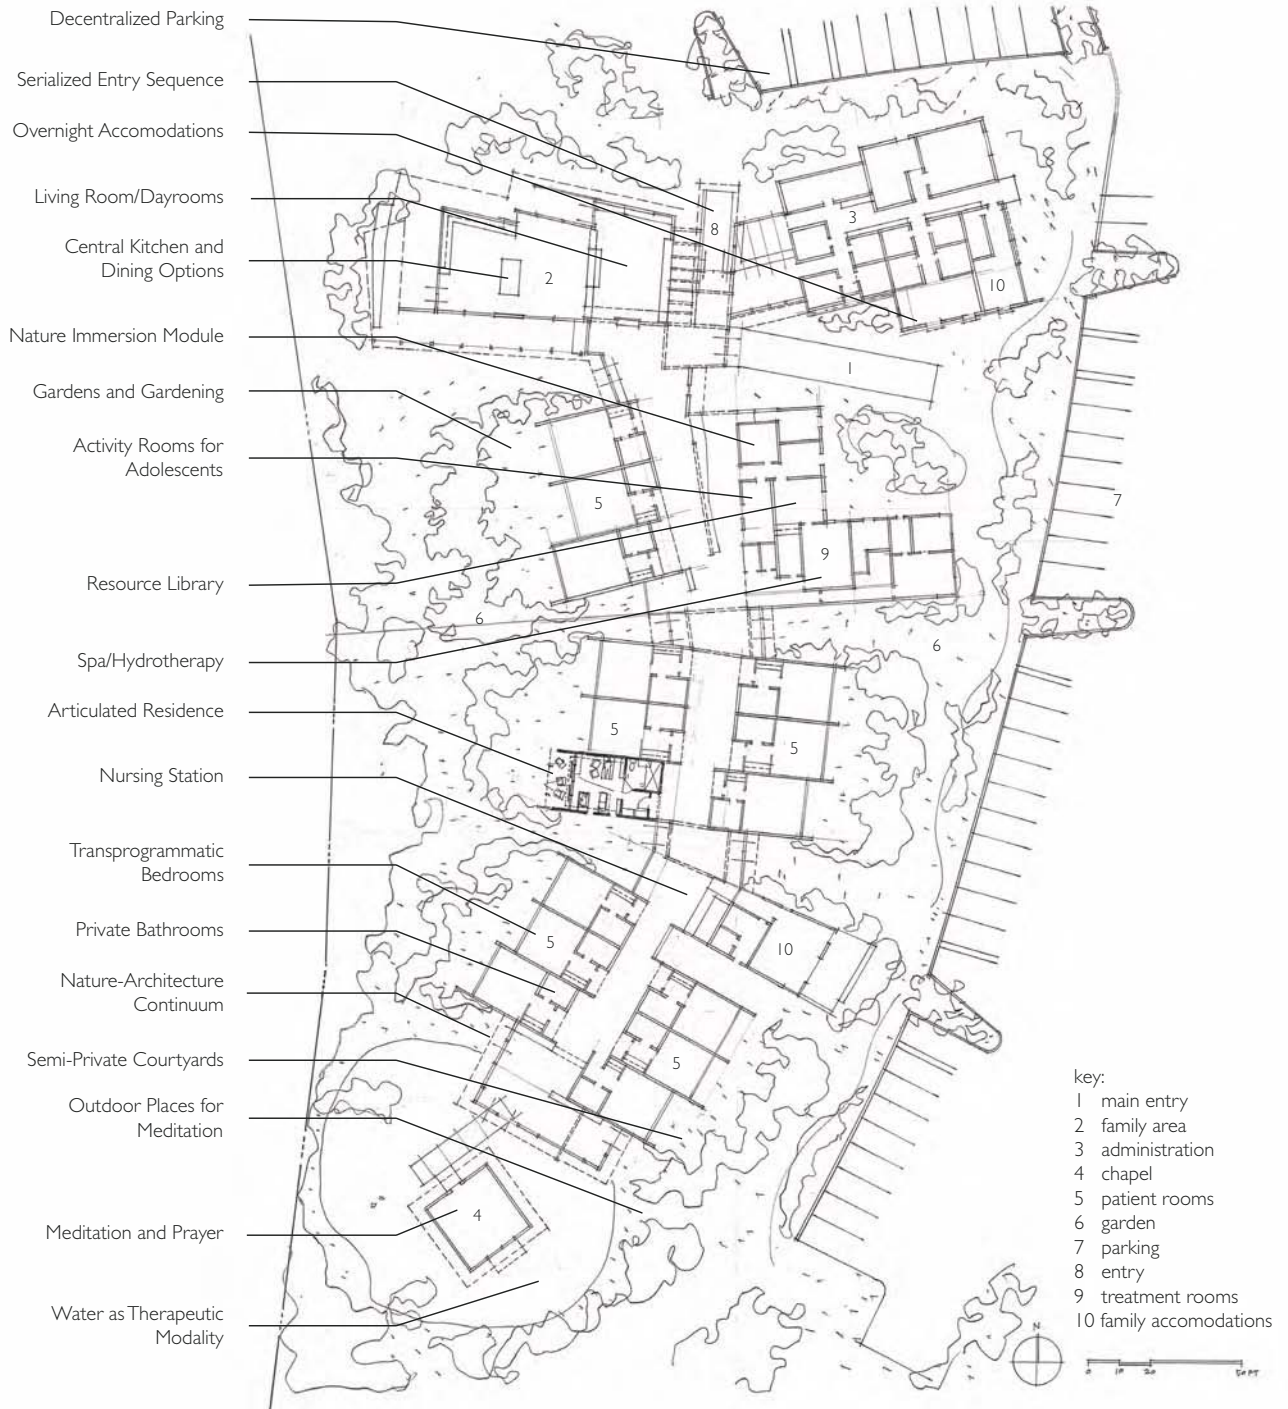 Decentralized Parking
Serialized Entry Sequence
Overnight Accomodations
Living Room/Dayrooms
Central Kitchen and
Dining Options
Nature Immersion Module
Gardens and Gardening
Activity Rooms for
Adolescents
Resource Library
Spa/Hydrotherapy
Articulated Residence
Nursing Station
Transprogrammatic
Bedrooms
Private Bathrooms
Nature-Architecture
Continuum
Semi-Private Courtyards
Outdoor Places for
Meditation
Meditation and Prayer
Water as Therapeutic
Modality
3
8
2
10
1
5
7
9
6
6
5
5
5
10
5
4
key:
1 main entry
2 family area
3 administration
4 chapel
5 patient rooms
6 garden
7 parking
8 entry
9 treatment rooms
10 family accomodations
N
0 10 20 50 FT